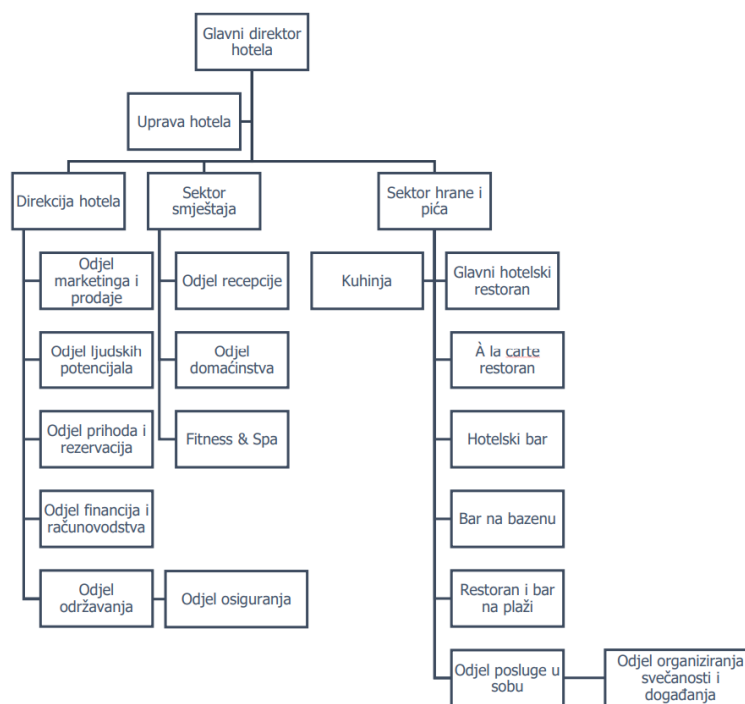 Glavni direktor
hotela
Uprava hotela
Direkcija hotela
Sektor
smještaja
Sektor hrane i
pića
Odjel
marketinga i
prodaje
Odjel recepcije
Kuhinja
Glavni hotelski
restoran
Odjel ljudskih
potencijala
Odjel
domaćinstva
À la carte
restoran
Odjel prihoda i
rezervacija
Fitness & Spa
Hotelski bar
Odjel financija i
računovodstva
Bar na bazenu
Odjel
održavanja
Odjel osiguranja
Restoran i bar
na plaži
Odjel posluge u
sobu
Odjel organiziranja
svečanosti i
događanja